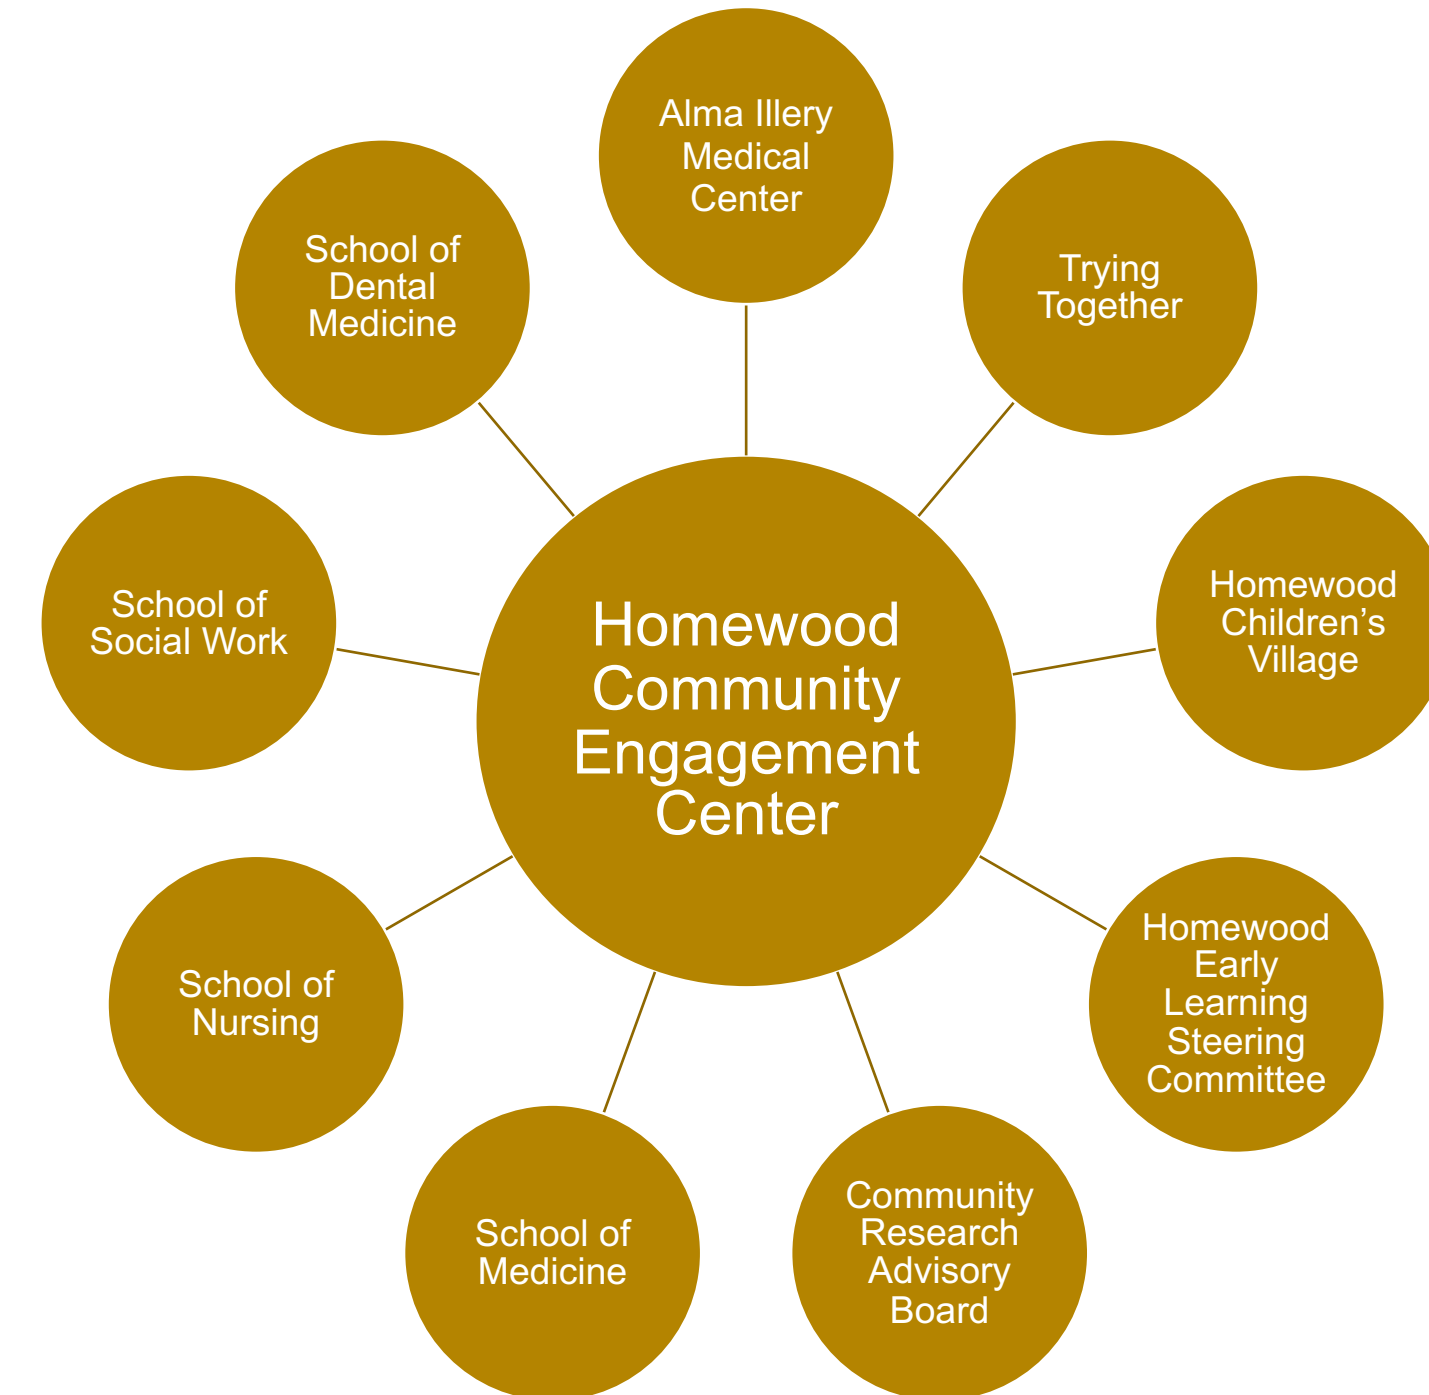 Alma Illery
Medical
Center
Trying
Together
Homewood
Children’s
Village
Homewood
Early
Learning
Steering
Committee
Community
Research
Advisory
Board
School of
Medicine
School of
Nursing
School of
Social Work
School of
Dental
Medicine
Homewood
Community
Engagement
Center